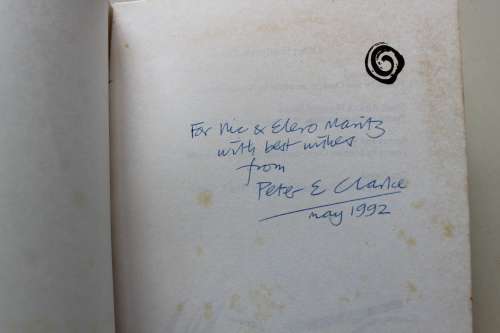 For Nic & Elero Maritz
with best wishes
from
Peter E Clarke
may 1992